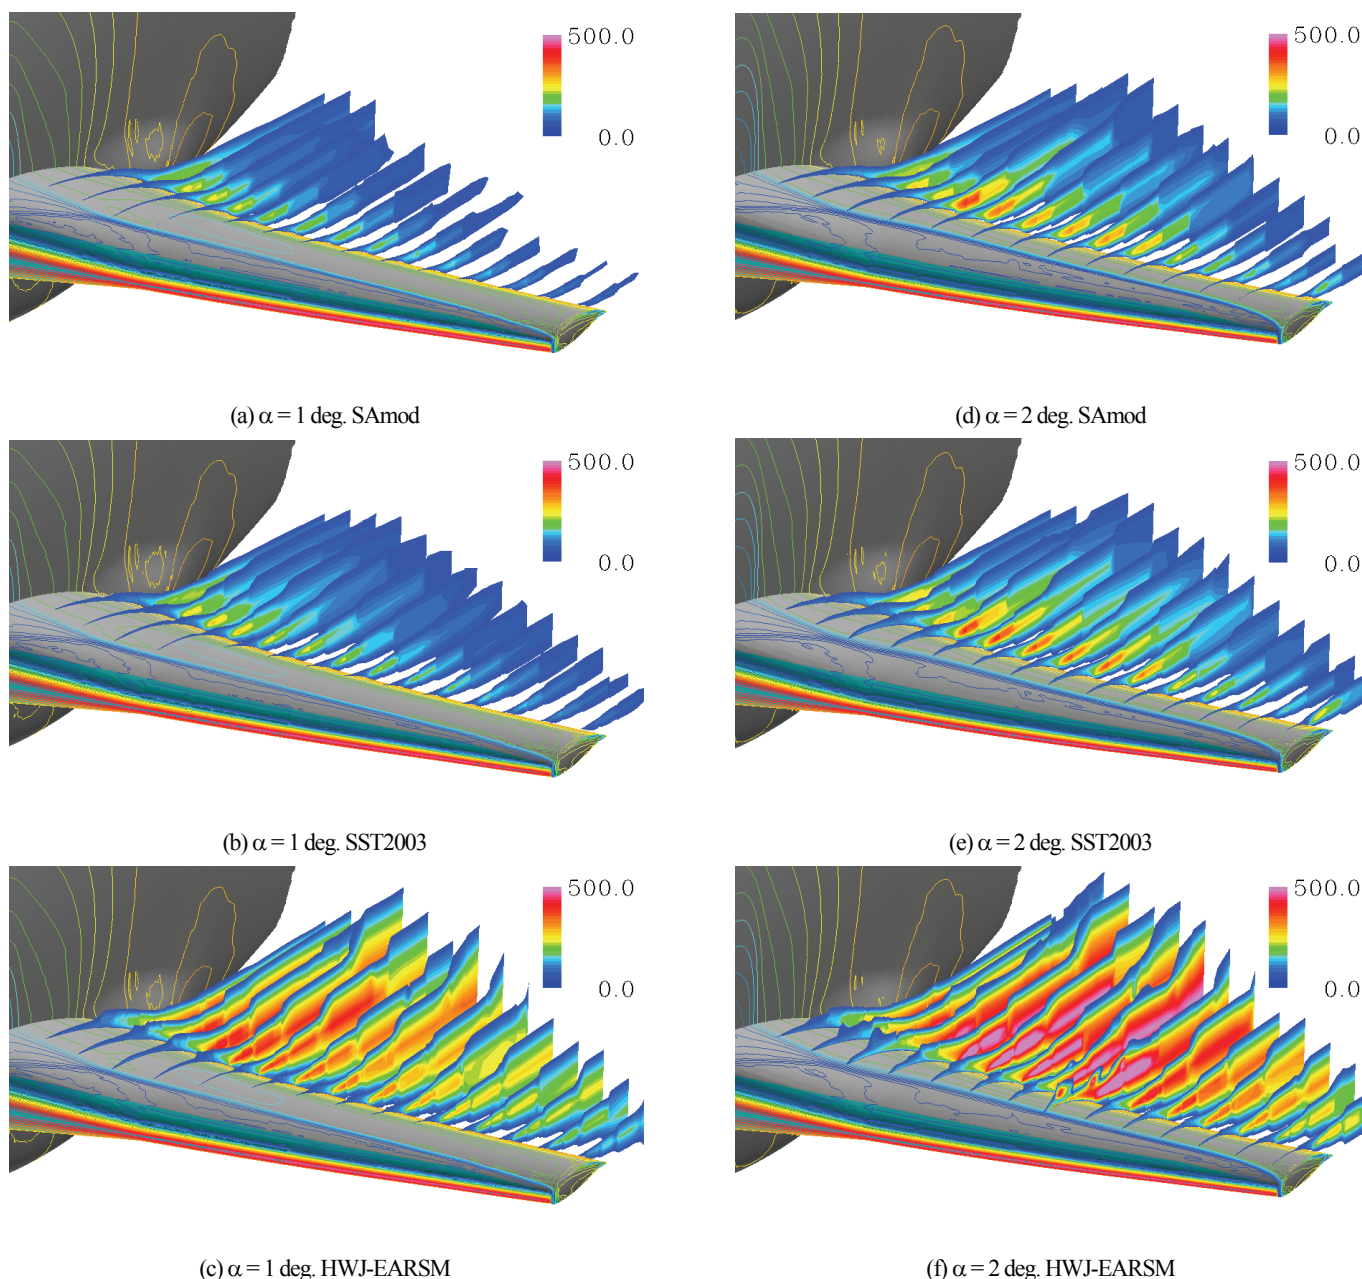 500.0
0.0
500.0
0.0
(a) α = 1 deg. SAmod
(d) α = 2 deg. SAmod
500.0
0.0
500.0
0.0
(b) α = 1 deg. SST2003
(e) α = 2 deg. SST2003
500.0
0.0
500.0
0.0
(c) α = 1 deg. HWJ-EARSM
(f) α = 2 deg. HWJ-EARSM